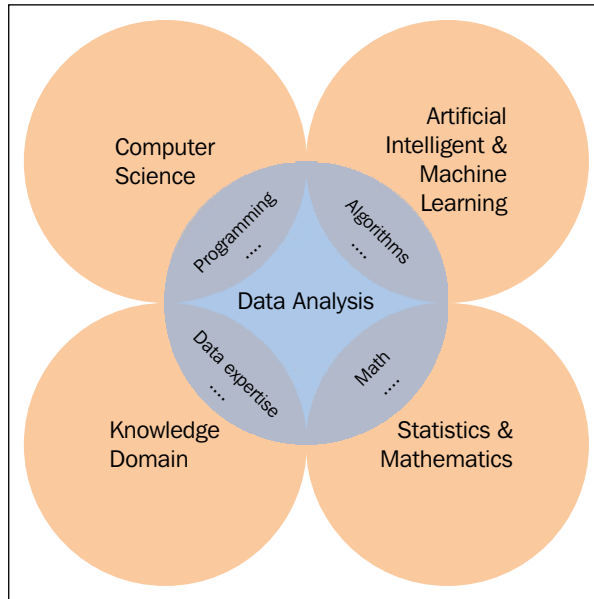 Computer
Science
Artificial
Intelligent &
Machine
Learning
Programming
....
Algorithms
....
Data Analysis
Data expertise
....
Math
....
Knowledge
Domain
Statistics &
Mathematics